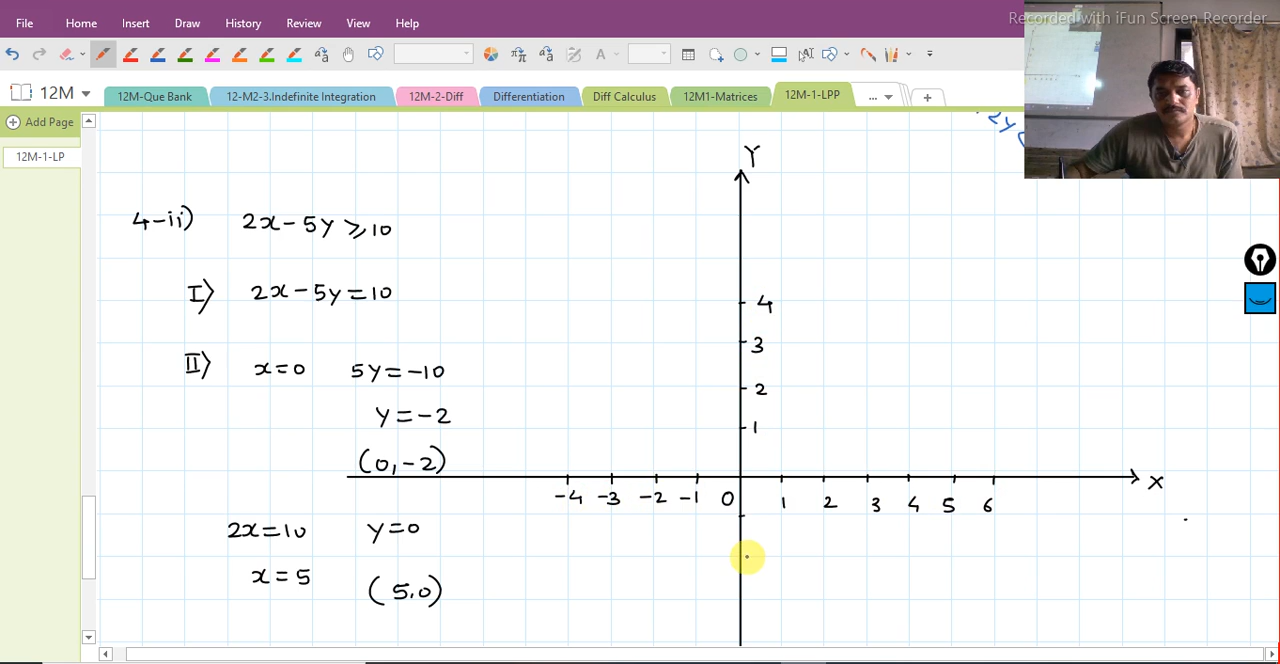 File Home Insert Draw History Review View Help
Recorded with iFun Screen Recorder
12M 12M-Que Bank 12-M2-3.Indefinite Integration 12M-2-Diff Differentiation Diff Calculus 12M1-Matrices 12M-1-LPP ... +
Add Page
12M-1-LP
2y
4-ii) 2x-5y ≥ 10
I) 2x-5y=10
II) x=0 5y=-10
y=-2
(0,-2)
2x=10 y=0
x=5 (5.0)
Y
4
3
2
1
-4 -3 -2 -1 0 1 2 3 4 5 6 X